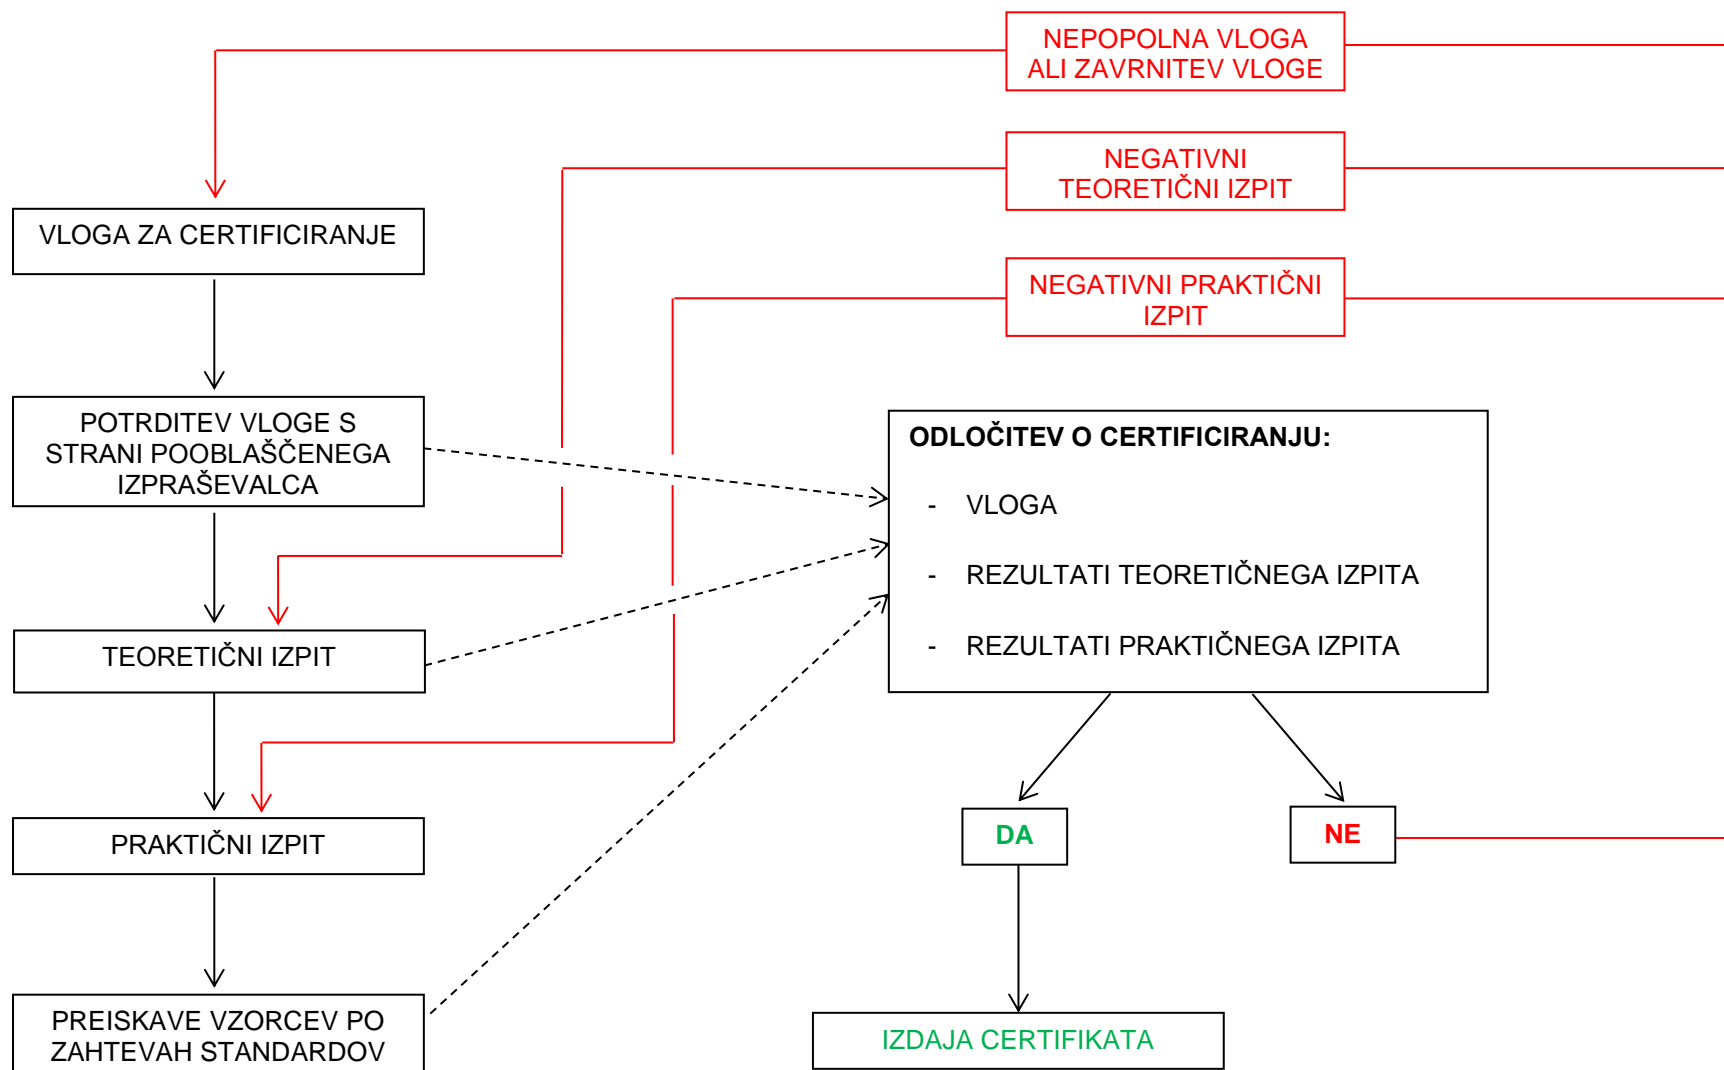 NEPOPOLNA VLOGA
ALI ZAVRNITEV VLOGE
NEGATIVNI
TEORETIČNI IZPIT
VLOGA ZA CERTIFICIRANJE
NEGATIVNI PRAKTIČNI
IZPIT
POTRDITEV VLOGE S
STRANI POOBLAŠČENEGA
IZPRAŠEVALCA
ODLOČITEV O CERTIFICIRANJU:
- VLOGA
- REZULTATI TEORETIČNEGA IZPITA
- REZULTATI PRAKTIČNEGA IZPITA
TEORETIČNI IZPIT
PRAKTIČNI IZPIT
DA
NE
PREISKAVE VZORCEV PO
ZAHTEVAH STANDARDOV
IZDAJA CERTIFIKATA